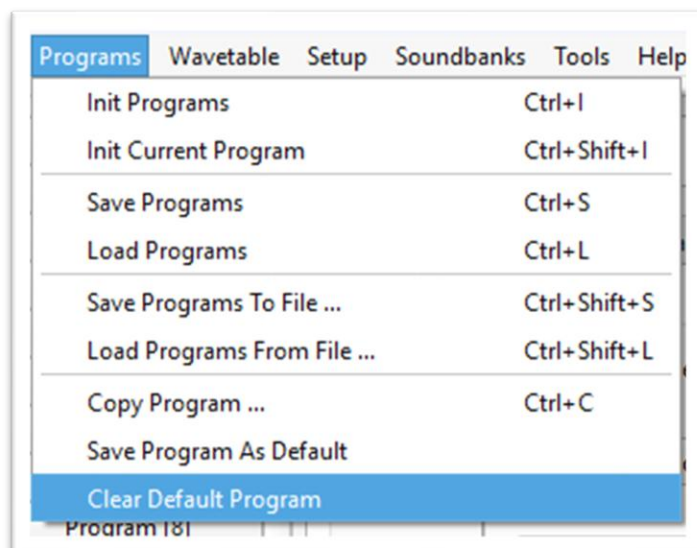 Programs Wavetable Setup Soundbanks Tools Help
Init Programs Ctrl+I
Init Current Program Ctrl+Shift+I
Save Programs Ctrl+S
Load Programs Ctrl+L
Save Programs To File ... Ctrl+Shift+S
Load Programs From File ... Ctrl+Shift+L
Copy Program ... Ctrl+C
Save Program As Default
Clear Default Program
Program [8]